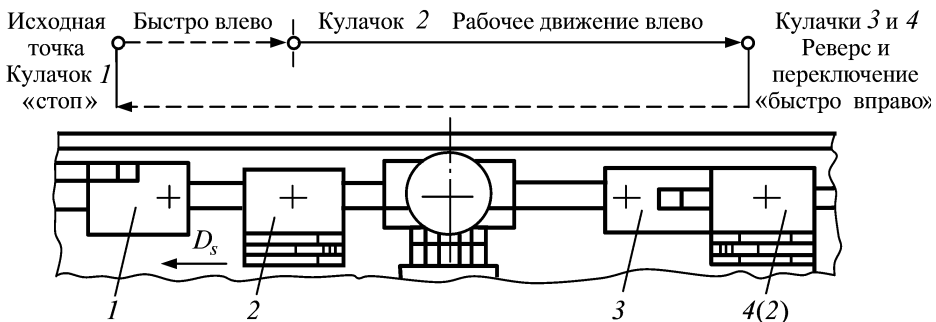 Исходная
точка
Кулачок 1
«стоп»
Быстро влево
Кулачок 2
Рабочее движение влево
Кулачки 3 и 4
Реверс и
переключение
«быстро вправо»
Ds
1
2
3
4(2)